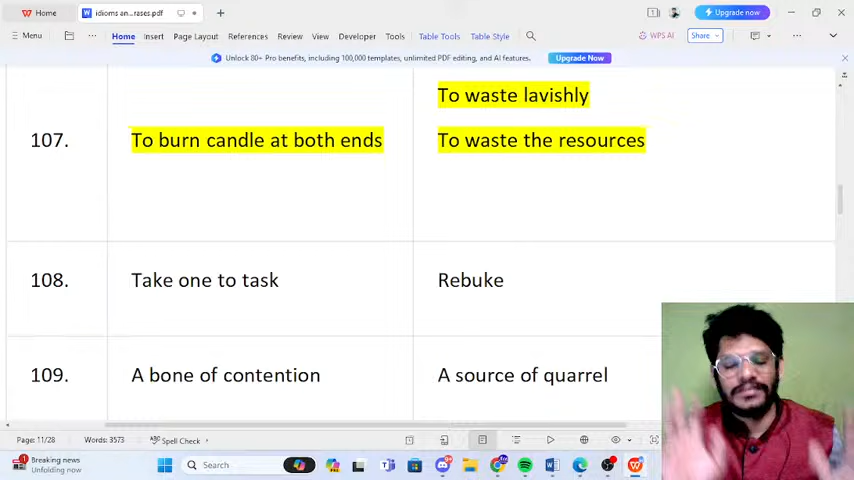 Home
idioms an...rases.pdf
Upgrade now
Menu
Home Insert Page Layout References Review View Developer Tools Table Tools Table Style
WPS AI
Share
Unlock 80+ Pro benefits, including 100,000 templates, unlimited PDF editing, and AI features.
Upgrade Now
To waste lavishly
107. To burn candle at both ends To waste the resources
108. Take one to task Rebuke
109. A bone of contention A source of quarrel
Page: 11/28 Words: 3573 Spell Check
Breaking news
Unfolding now
Search